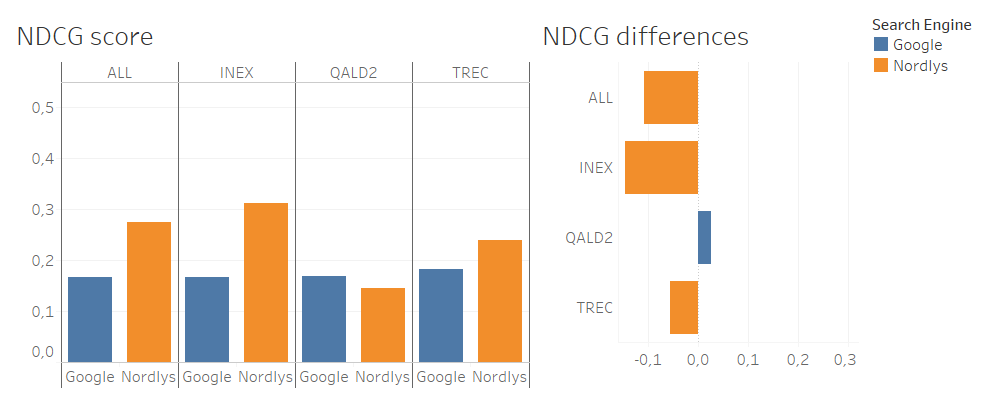 NDCG score
ALL INEX QALD2 TREC
0,5
0,4
0,3
0,2
0,1
0,0
Google Nordlys Google Nordlys Google Nordlys Google Nordlys
NDCG differences
ALL
INEX
QALD2
TREC
-0,1 0,0 0,1 0,2 0,3
Search Engine
Google
Nordlys